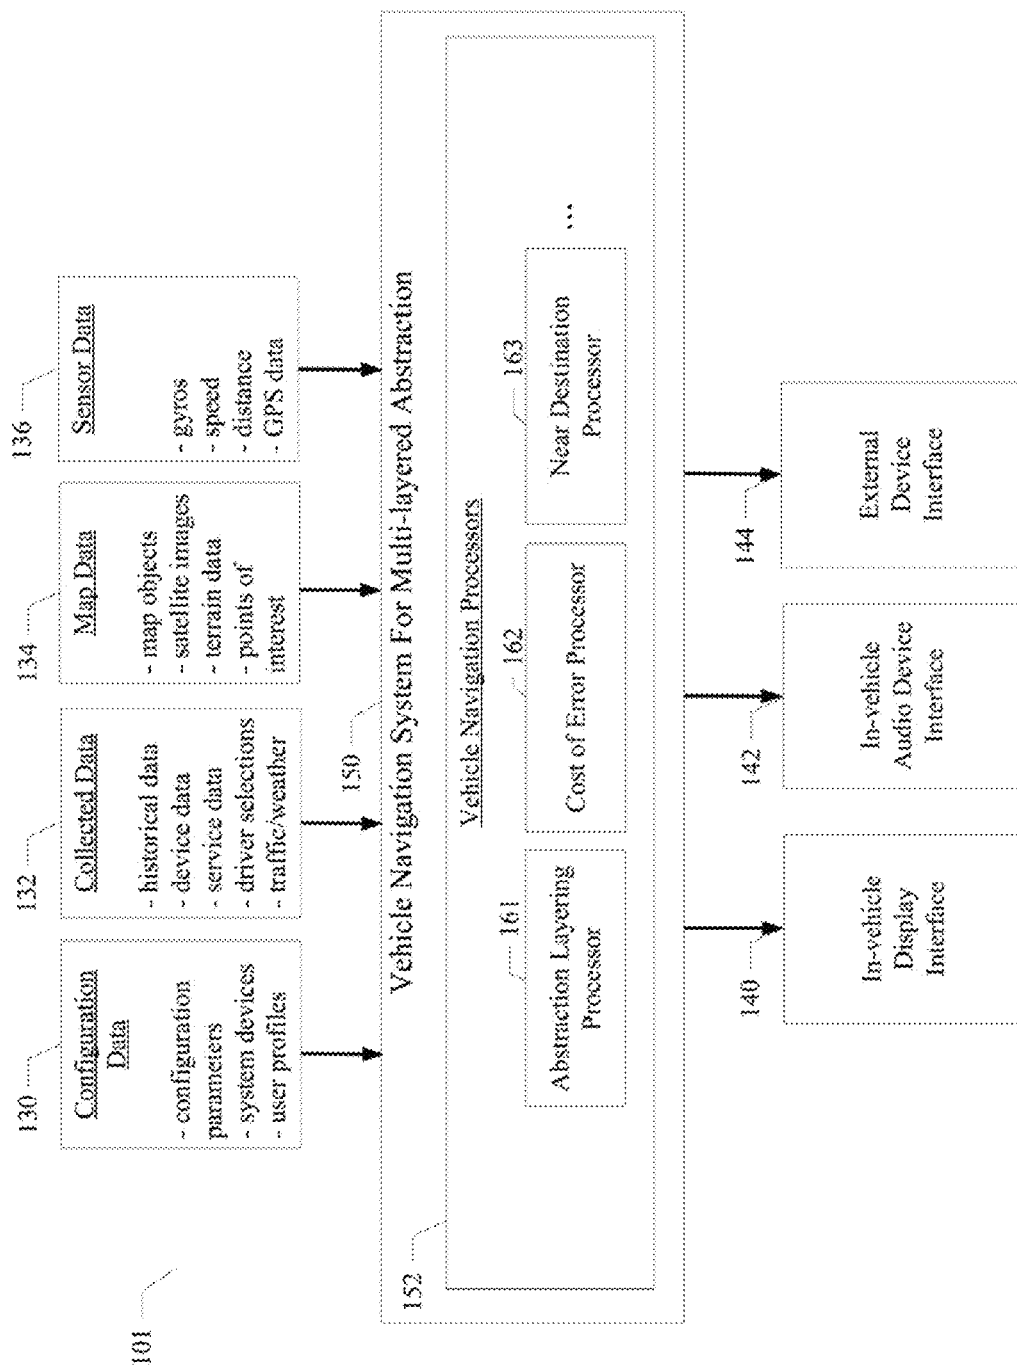 101
130
Configuration
Data
- configuration
parameters
- system devices
- user profiles
132
Collected Data
- historical data
- device data
- service data
- driver selections
- traffic/weather
134
Map Data
- map objects
- satellite images
- terrain data
- points of
interest
136
Sensor Data
- gyros
- speed
- distance
- GPS data
150
Vehicle Navigation System For Multi-layered Abstraction
152
Vehicle Navigation Processors
161
Abstraction Layering
Processor
162
Cost of Error Processor
163
Near Destination
Processor
...
140
In-vehicle
Display
Interface
142
In-vehicle
Audio Device
Interface
144
External
Device
Interface